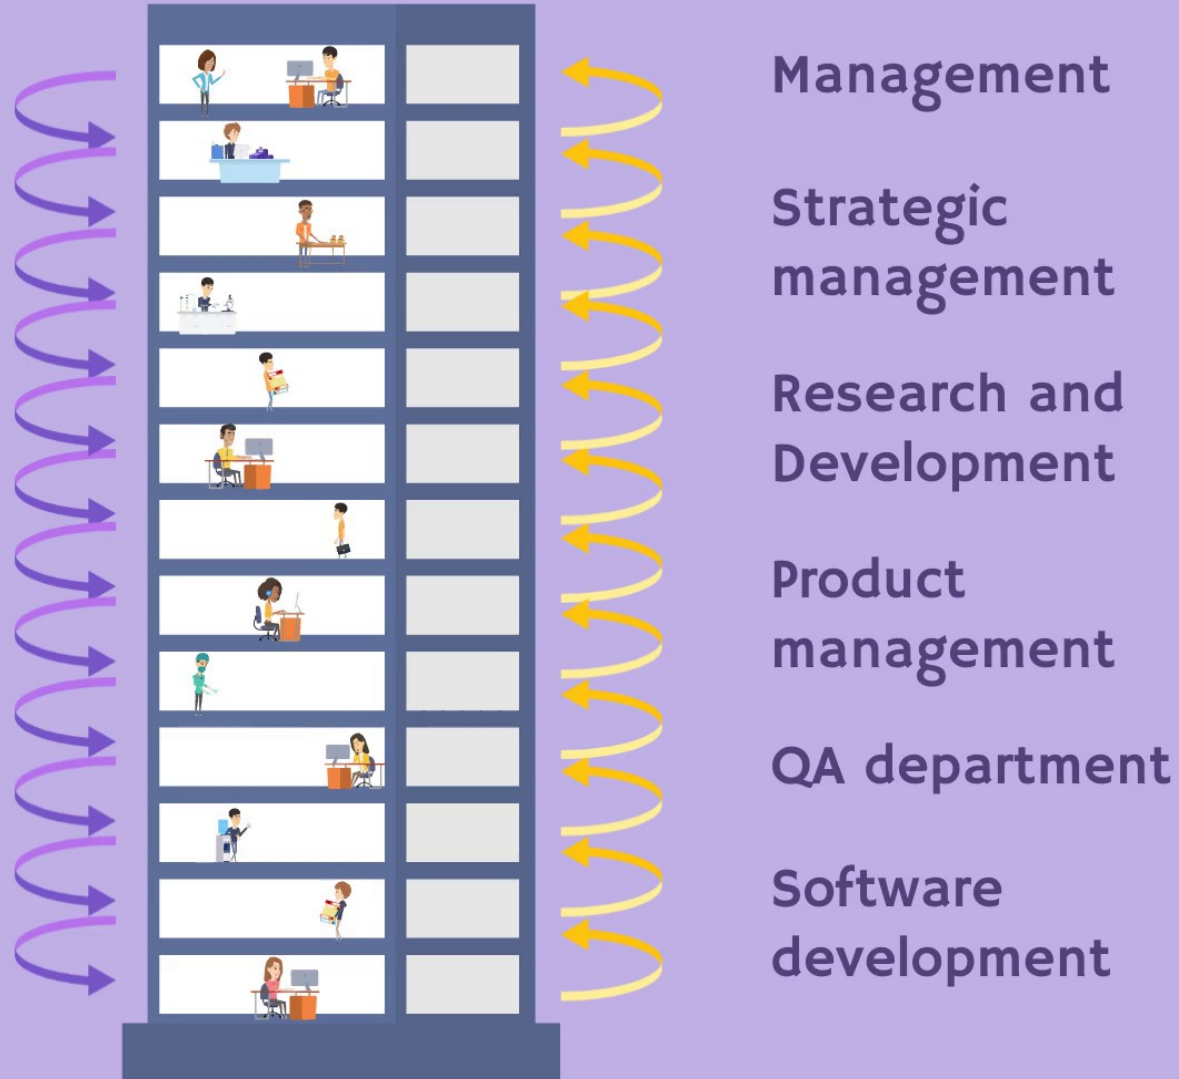 Management
Strategic
management
Research and
Development
Product
management
QA department
Software
development